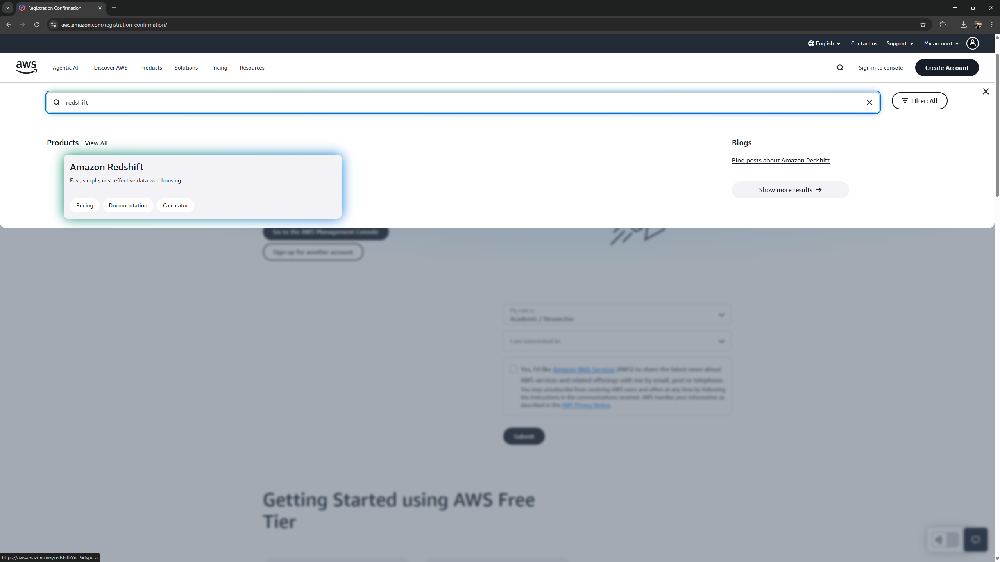 Registration Confirmation
aws.amazon.com/registration-confirmation/
English
Contact us
Support
My account
aws
Agentic AI
Discover AWS
Products
Solutions
Pricing
Resources
Sign in to console
Create Account
redshift
Filter: All
Products View All
Amazon Redshift
Fast, simple, cost-effective data warehousing
Pricing
Documentation
Calculator
Blogs
Blog posts about Amazon Redshift
Show more results
Go to the AWS Management Console
Sign up for another account
My role is:
Academic / Researcher
I am interested in:
Yes, I'd like Amazon Web Services (AWS) to share the latest news about
AWS services and related offerings with me by email, post or telephone.
You may unsubscribe from receiving AWS news and offers at any time by following
the instructions in the communications received. AWS handles your information as
described in the AWS Privacy Notice.
Submit
Getting Started using AWS Free
Tier
https://aws.amazon.com/redshift/?nc2=type_a